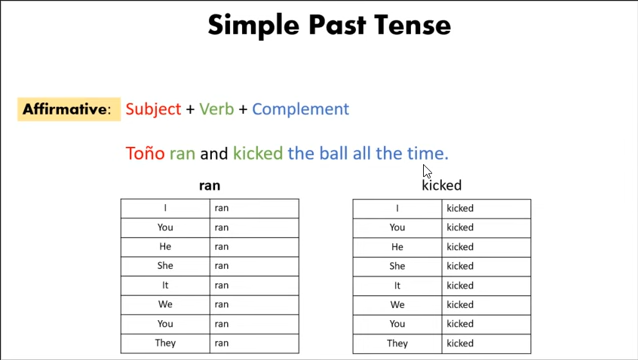 Simple Past Tense
Affirmative: Subject + Verb + Complement
Toño ran and kicked the ball all the time.
ran
I ran
You ran
He ran
She ran
It ran
We ran
You ran
They ran
kicked
I kicked
You kicked
He kicked
She kicked
It kicked
We kicked
You kicked
They kicked